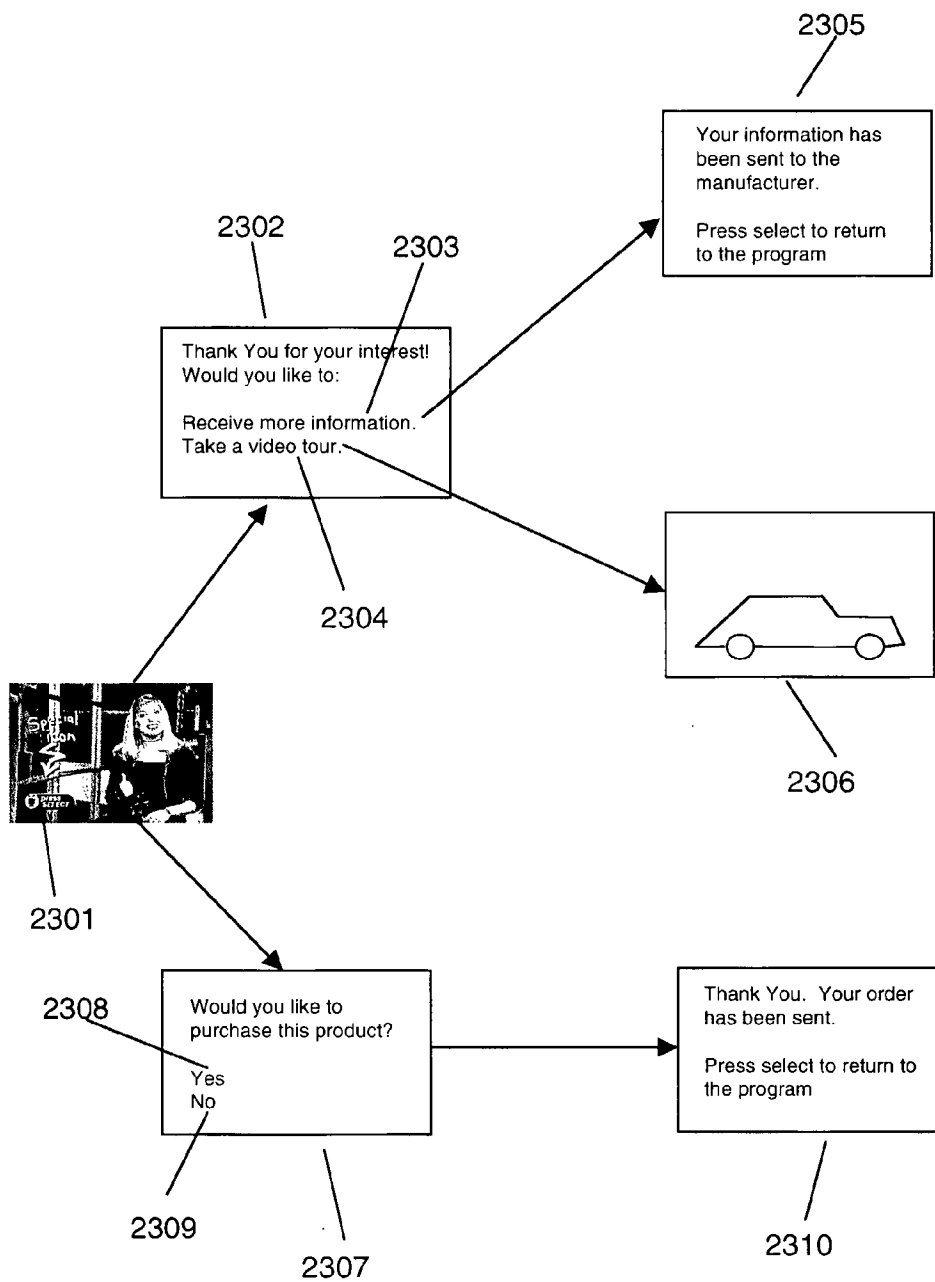 2305
Your information has
been sent to the
manufacturer.
Press select to return
to the program
2302
2303
Thank You for your interest!
Would you like to:
Receive more information.
Take a video tour.
2304
2306
Special
PRESS
SELECT
2301
2308
Would you like to
purchase this product?
Yes
No
2309
2307
Thank You. Your order
has been sent.
Press select to return to
the program
2310